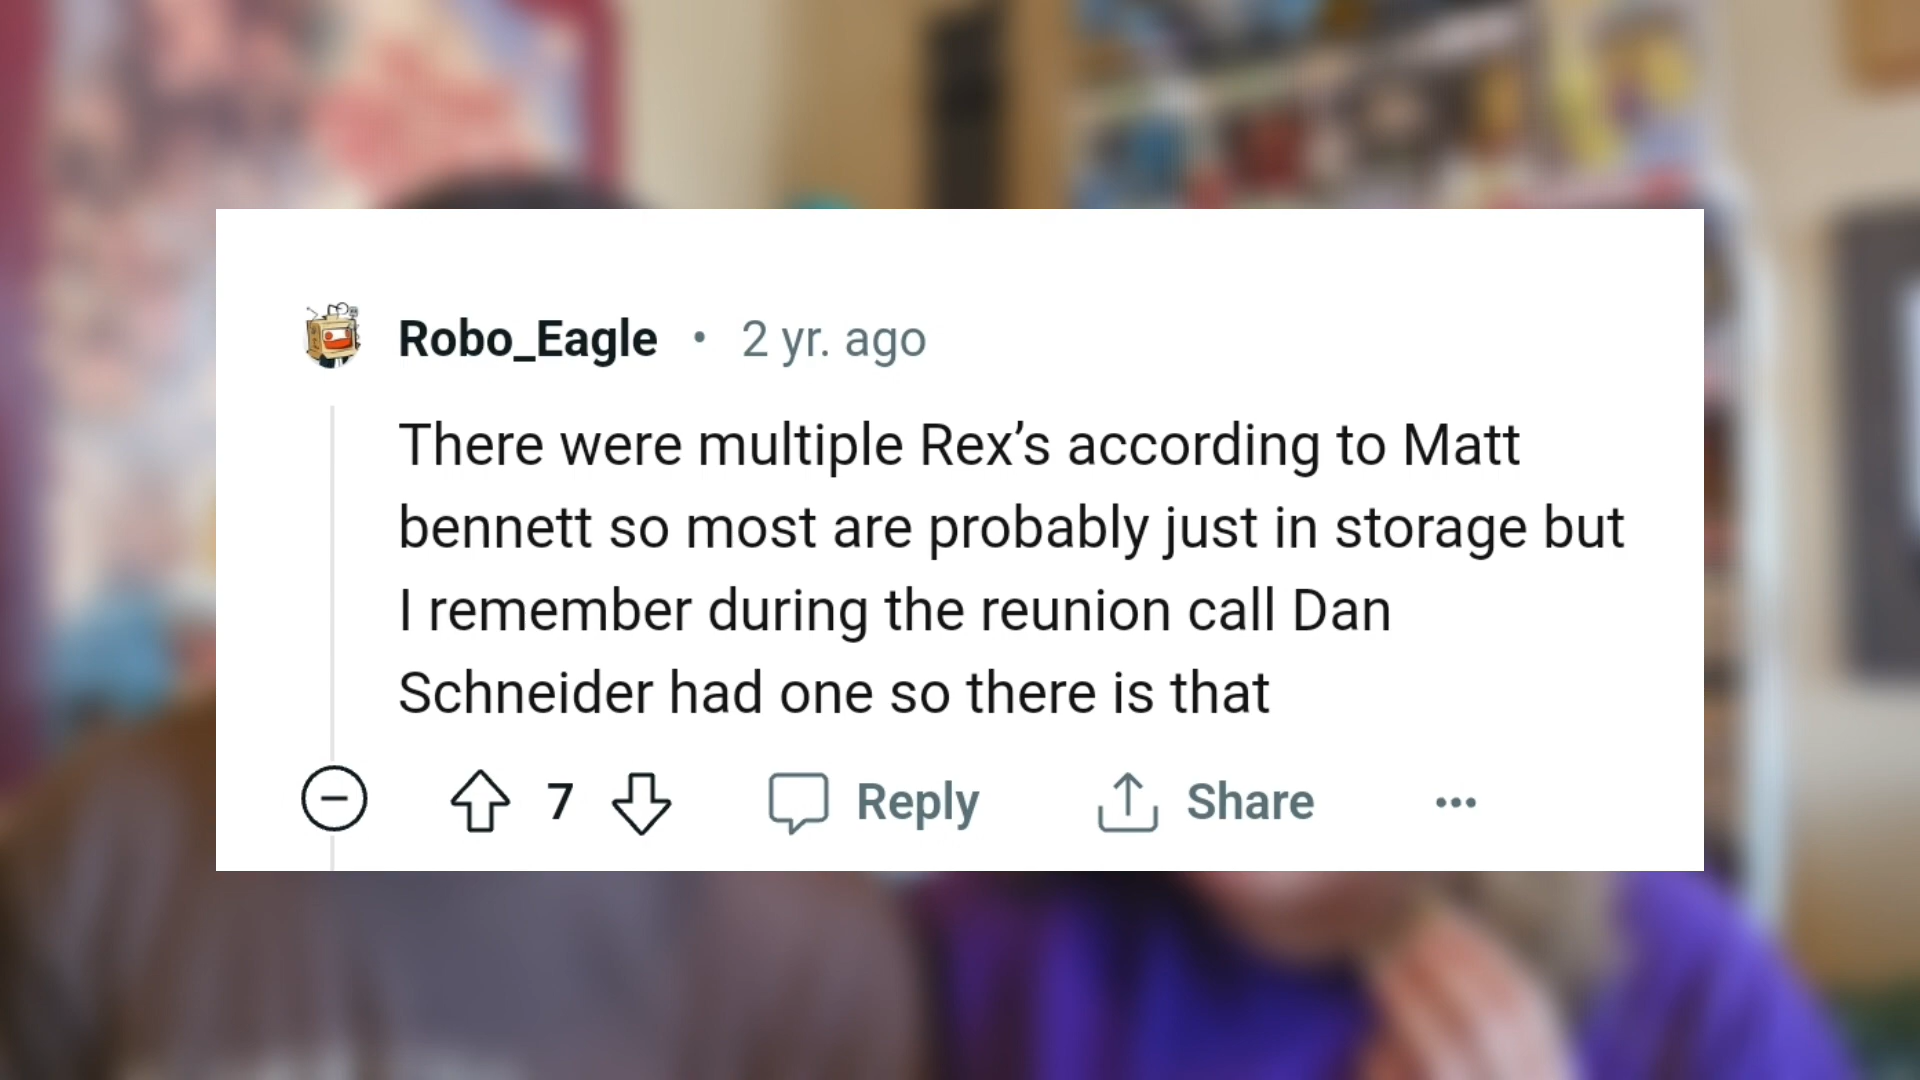 Robo_Eagle • 2 yr. ago
There were multiple Rex’s according to Matt
bennett so most are probably just in storage but
I remember during the reunion call Dan
Schneider had one so there is that
7 Reply Share ...